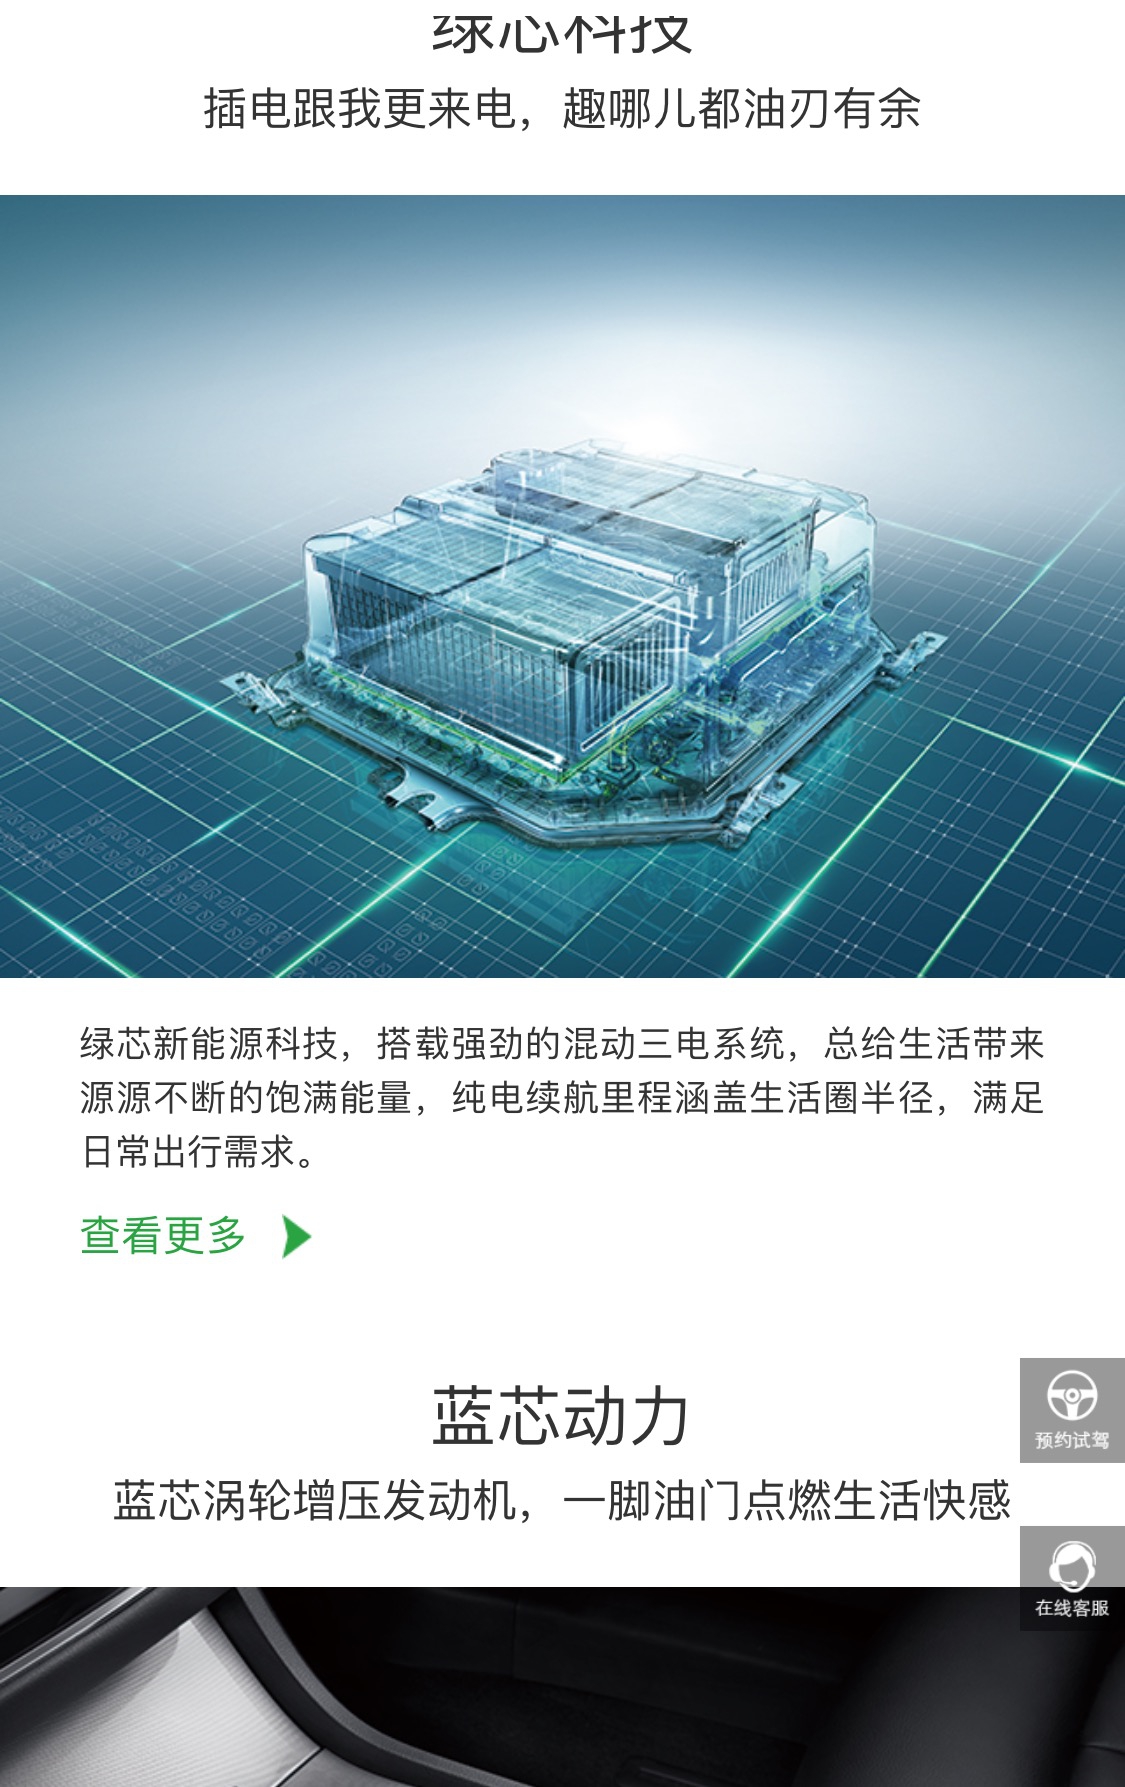 绿芯科技
插电跟我更来电，趣哪儿都油刃有余
绿芯新能源科技，搭载强劲的混动三电系统，总给生活带来
源源不断的饱满能量，纯电续航里程涵盖生活圈半径，满足
日常出行需求。
查看更多
蓝芯动力
预约试驾
蓝芯涡轮增压发动机，一脚油门点燃生活快感
在线客服